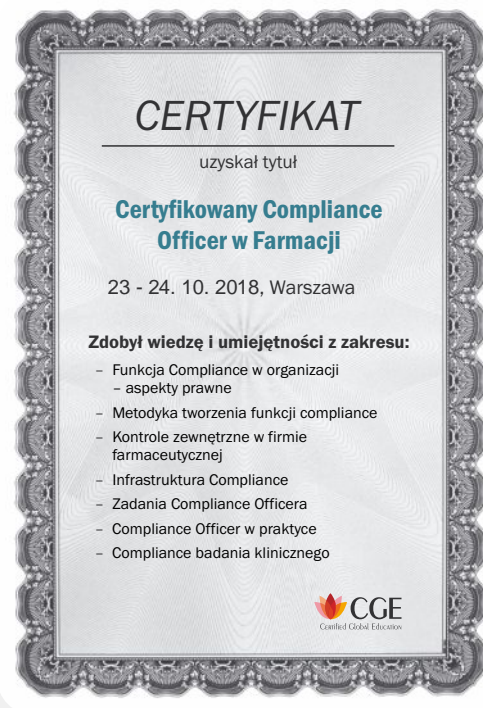 CERTYFIKAT
uzyskał tytuł
Certyfikowany Compliance
Officer w Farmacji
23 - 24. 10. 2018, Warszawa
Zdobył wiedzę i umiejętności z zakresu:
– Funkcja Compliance w organizacji
– aspekty prawne
– Metodyka tworzenia funkcji compliance
– Kontrole zewnętrzne w firmie
farmaceutycznej
– Infrastruktura Compliance
– Zadania Compliance Officera
– Compliance Officer w praktyce
– Compliance badania klinicznego
CGE
Certified Global Education